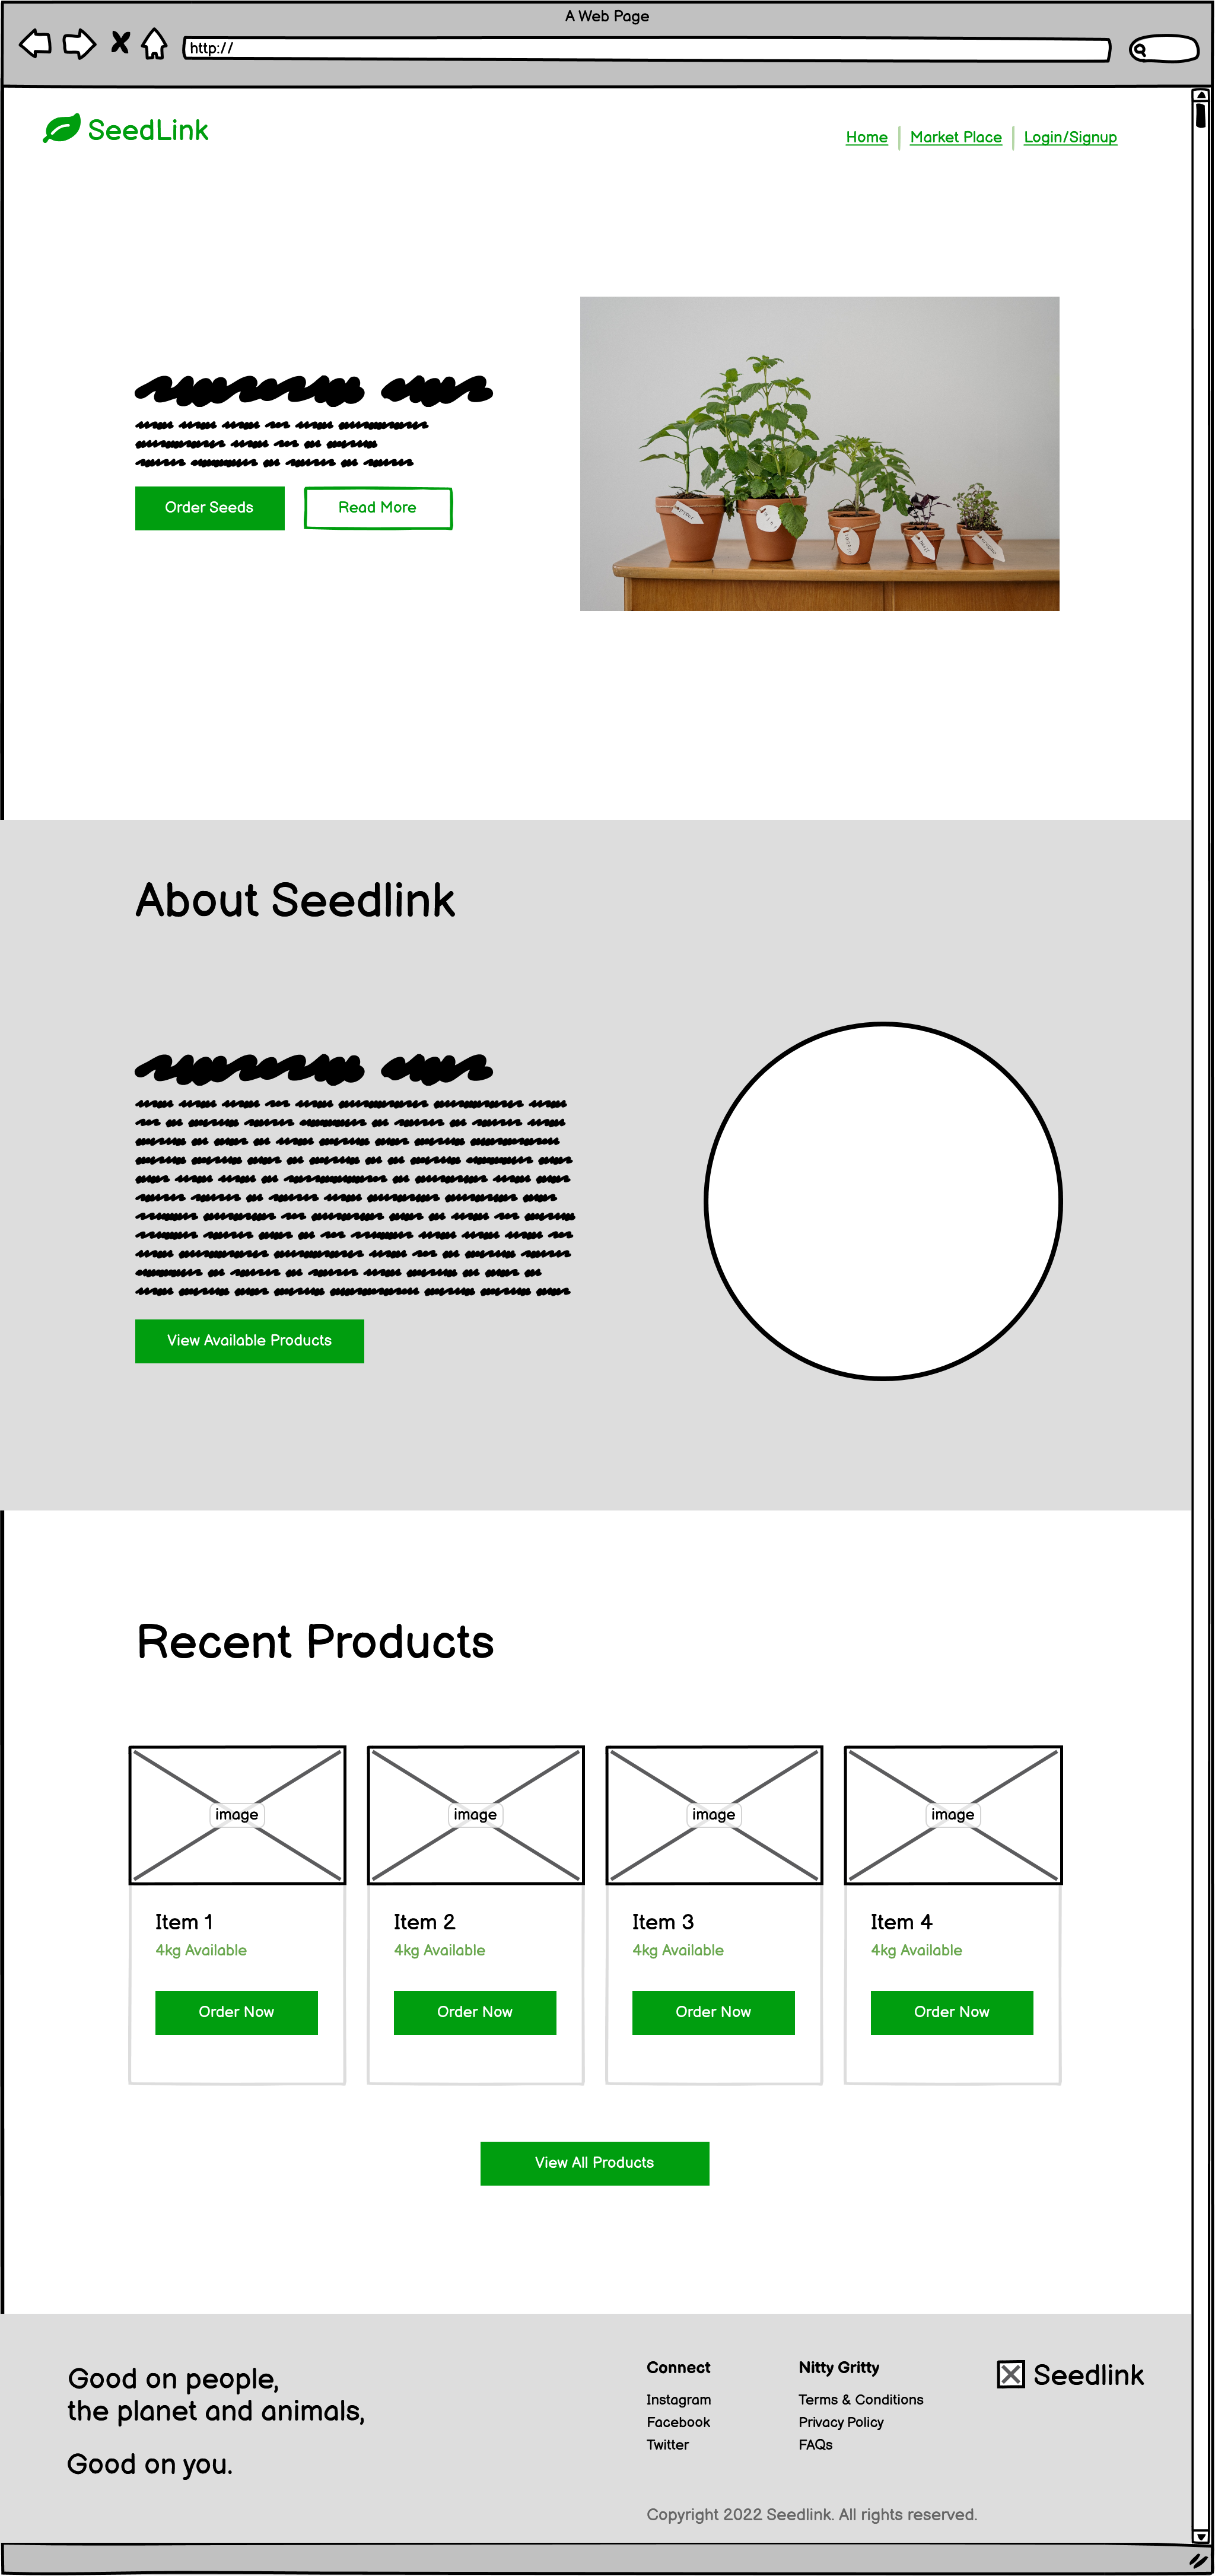 A Web Page
http://
SeedLink
Home
Market Place
Login/Signup
Order Seeds
Read More
About Seedlink
View Available Products
Recent Products
image
image
image
image
Item 1
4kg Available
Order Now
Item 2
4kg Available
Order Now
Item 3
4kg Available
Order Now
Item 4
4kg Available
Order Now
View All Products
Good on people,
the planet and animals,
Good on you.
Connect
Instagram
Facebook
Twitter
Nitty Gritty
Terms & Conditions
Privacy Policy
FAQs
Seedlink
Copyright 2022 Seedlink. All rights reserved.